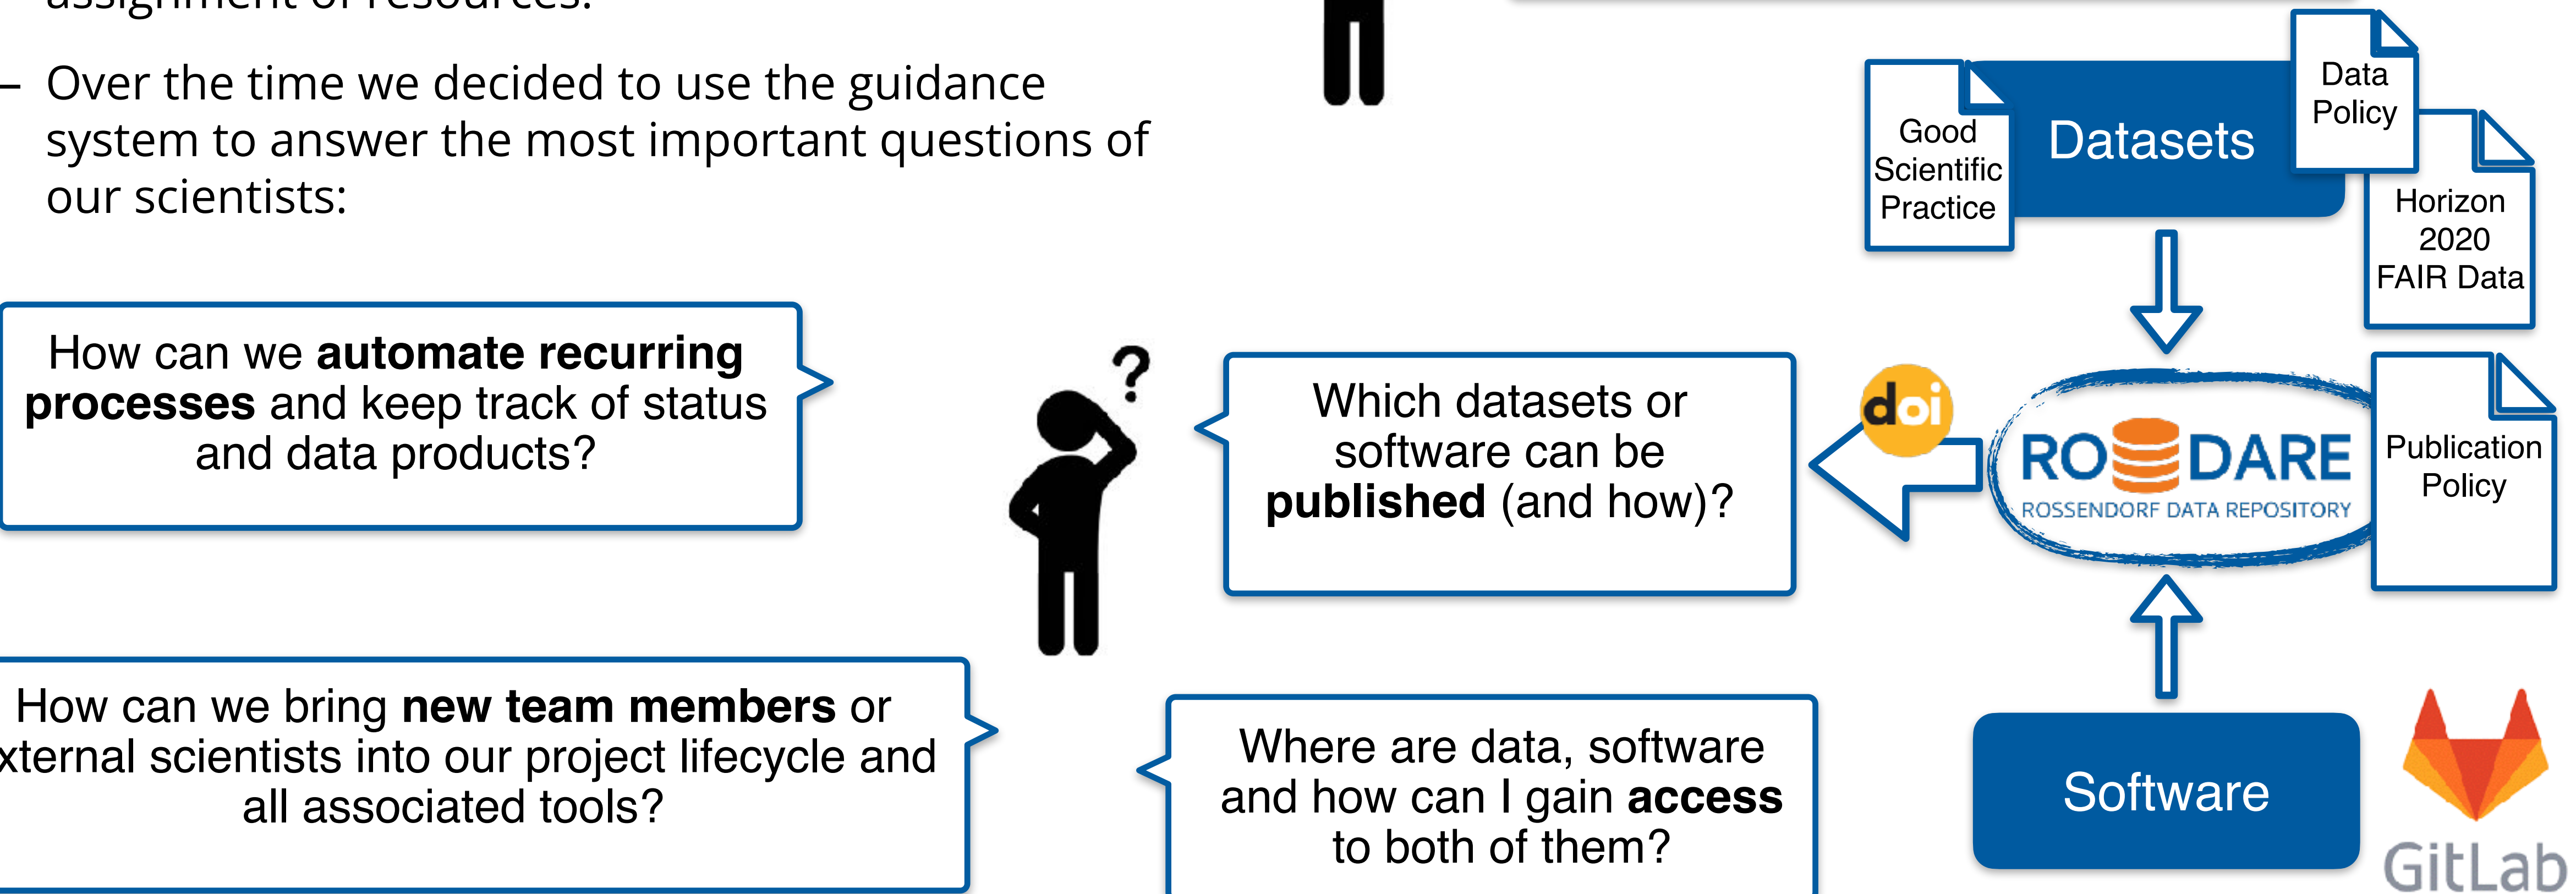 assignment of resources.
– Over the time we decided to use the guidance
system to answer the most important questions of
our scientists:
How can we automate recurring
processes and keep track of status
and data products?
?
Which datasets or
software can be
published (and how)?
How can we bring new team members or
xternal scientists into our project lifecycle and
all associated tools?
Where are data, software
and how can I gain access
to both of them?
Good
Scientific
Practice
Datasets
Data
Policy
Horizon
2020
FAIR Data
doi
RODARE
ROSSENDORF DATA REPOSITORY
Publication
Policy
Software
GitLab